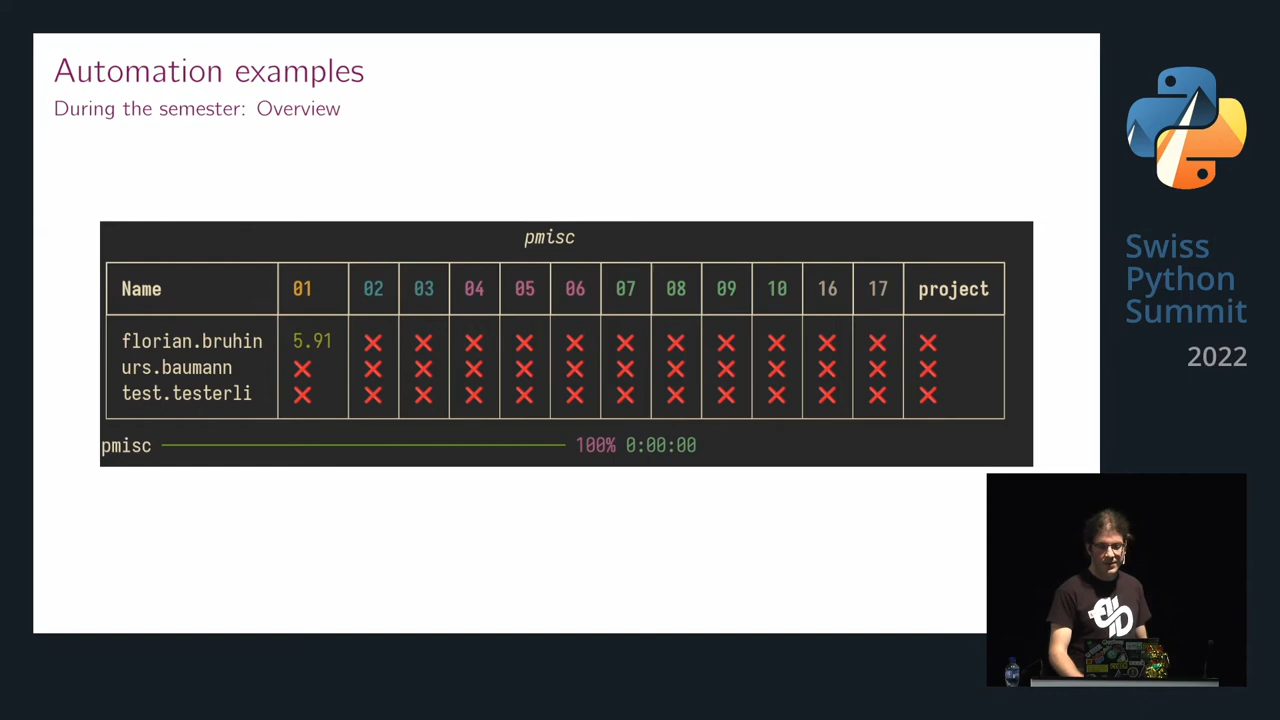 Automation examples
During the semester: Overview
pmisc
Name 01 02 03 04 05 06 07 08 09 10 16 17 project
florian.bruhin 5.91 ❌ ❌ ❌ ❌ ❌ ❌ ❌ ❌ ❌ ❌ ❌ ❌
urs.baumann ❌ ❌ ❌ ❌ ❌ ❌ ❌ ❌ ❌ ❌ ❌ ❌ ❌
test.testerli ❌ ❌ ❌ ❌ ❌ ❌ ❌ ❌ ❌ ❌ ❌ ❌ ❌
pmisc 100% 0:00:00
Swiss
Python
Summit
2022